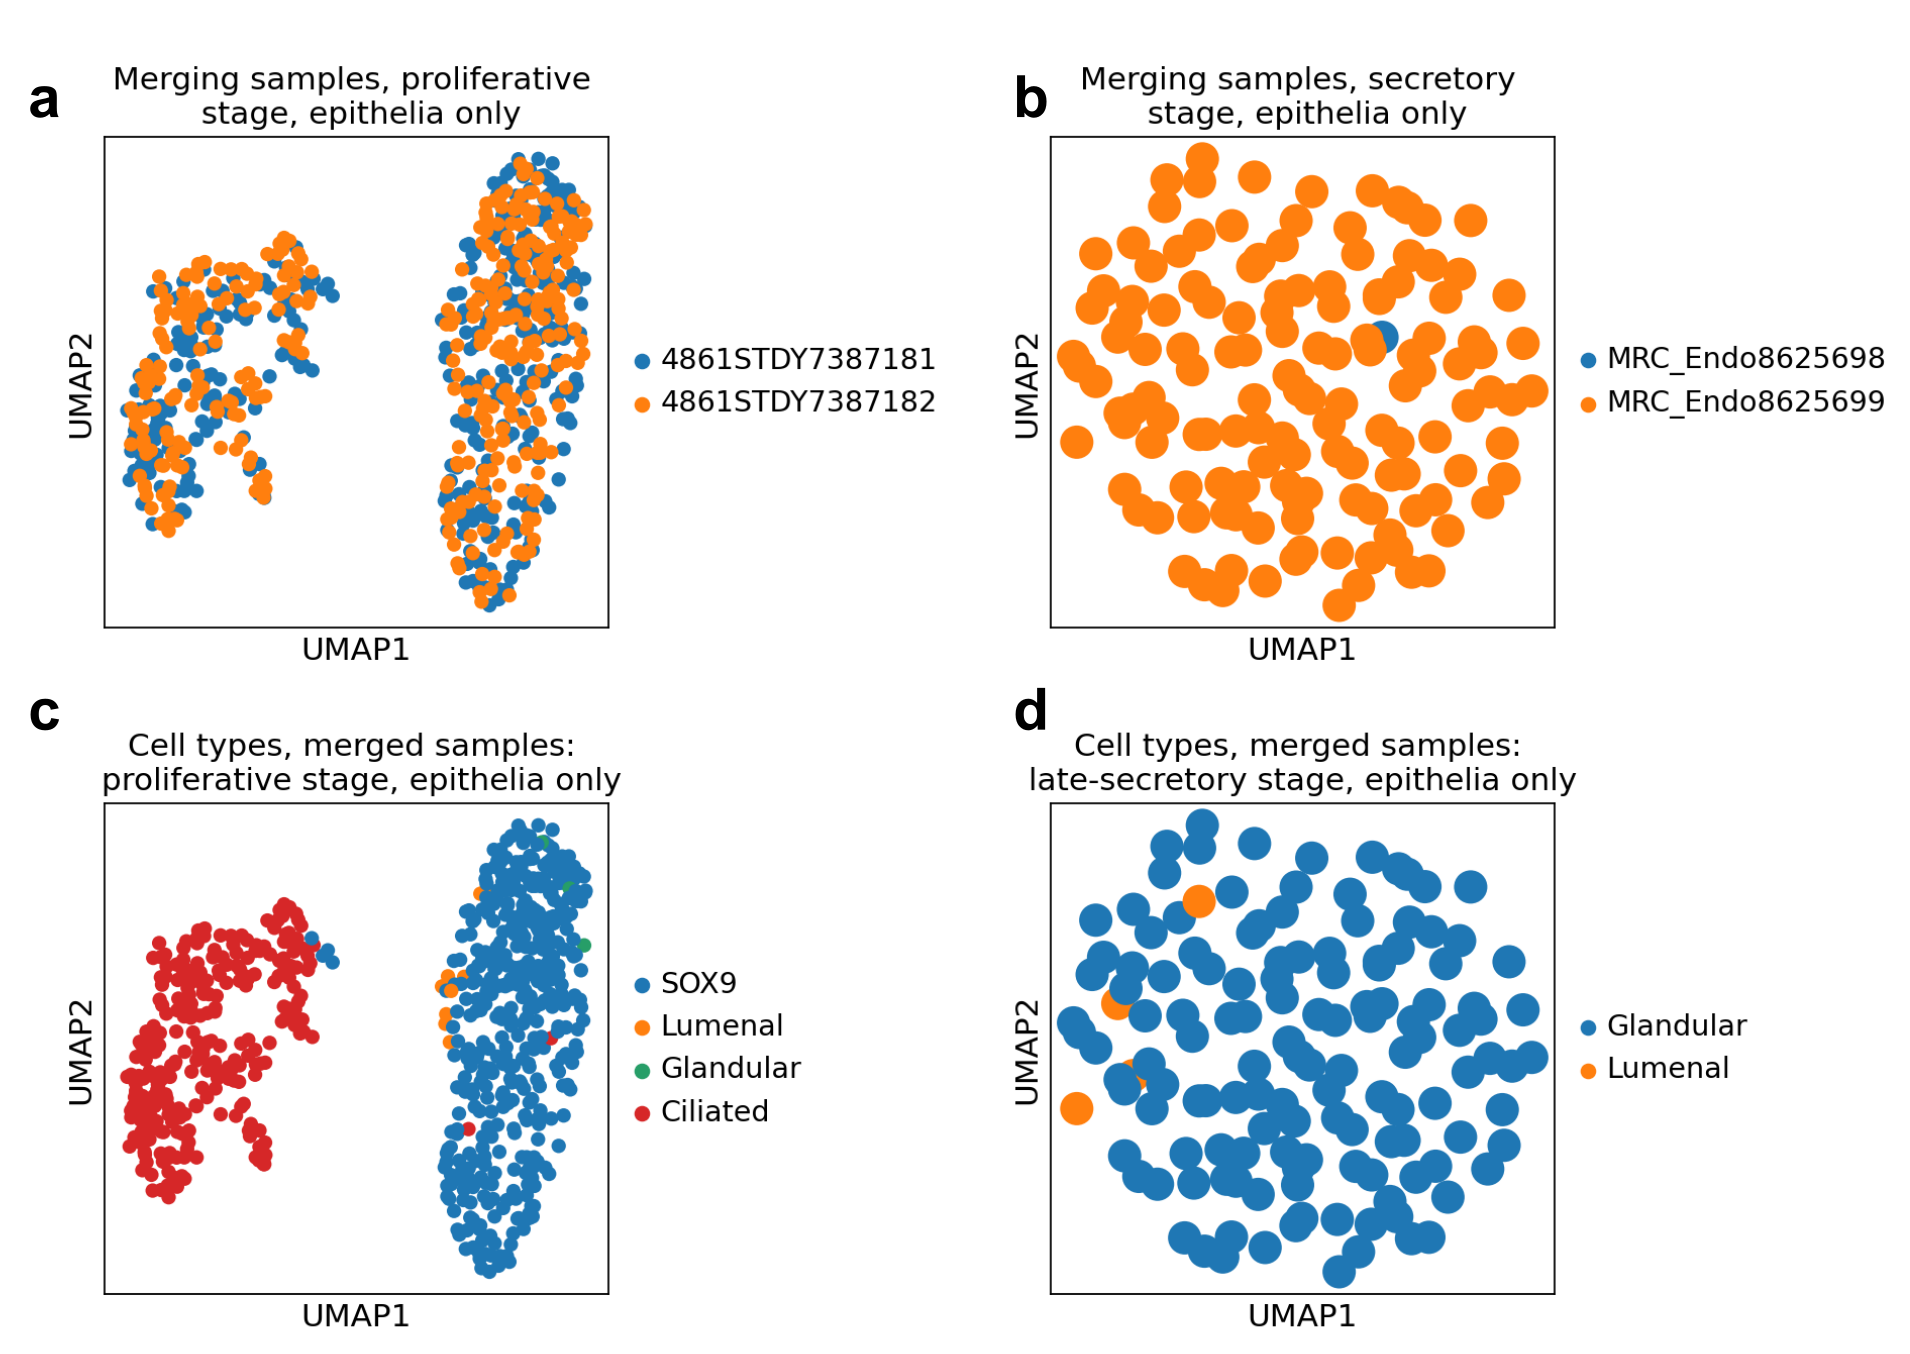 a
Merging samples, proliferative
stage, epithelia only
UMAP2
UMAP1
4861STDY7387181
4861STDY7387182
b
Merging samples, secretory
stage, epithelia only
UMAP2
UMAP1
MRC_Endo8625698
MRC_Endo8625699
c
Cell types, merged samples:
proliferative stage, epithelia only
UMAP2
UMAP1
SOX9
Lumenal
Glandular
Ciliated
d
Cell types, merged samples:
late-secretory stage, epithelia only
UMAP2
UMAP1
Glandular
Lumenal